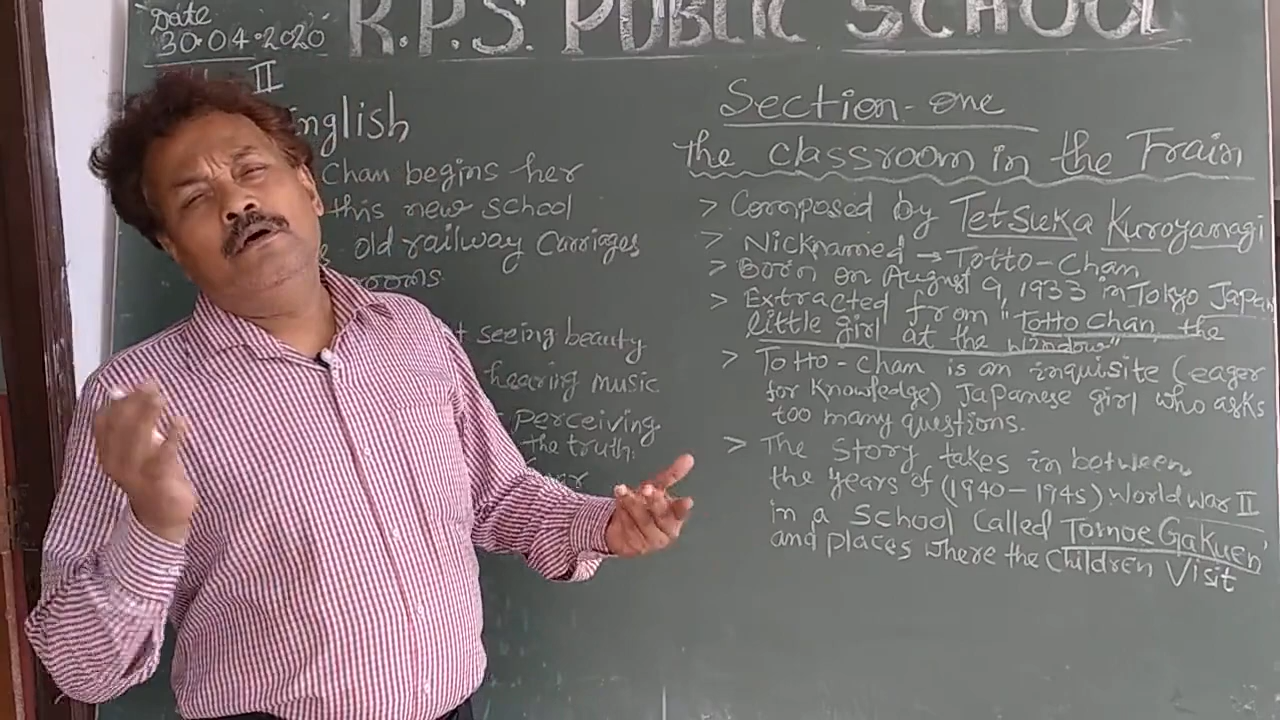 Date
30.04.2020
R.P.S. PUBLIC SCHOOL
II
English
Chan begins her
this new school
old railway Carriages
rooms
t seeing beauty
hearing music
perceiving
the truth.
Section-one
The classroom in the Train
> Composed by Tetsuka Kuroyanagi
> Nicknamed → Totto-Chan
> Born on August 9, 1933 in Tokyo Japan
> Extracted from "Totto Chan, the
little girl at the window"
> Totto-Chan is an inquisite (eager
for Knowledge) Japanese girl who asks
too many questions.
> The Story takes in between
the years of (1940-1945) World war II
in a School Called Tomoe Gakuen'
and places where the Children Visit